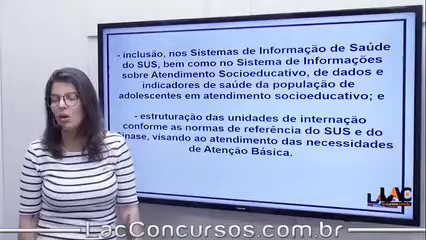 - inclusão, nos Sistemas de Informação de Saúde
do SUS, bem como no Sistema de Informações
sobre Atendimento Socioeducativo, de dados e
indicadores de saúde da população de
adolescentes em atendimento socioeducativo; e
- estruturação das unidades de internação
conforme as normas de referência do SUS e do
inase, visando ao atendimento das necessidades
de Atenção Básica.
LAC
LacConcursos.com.br